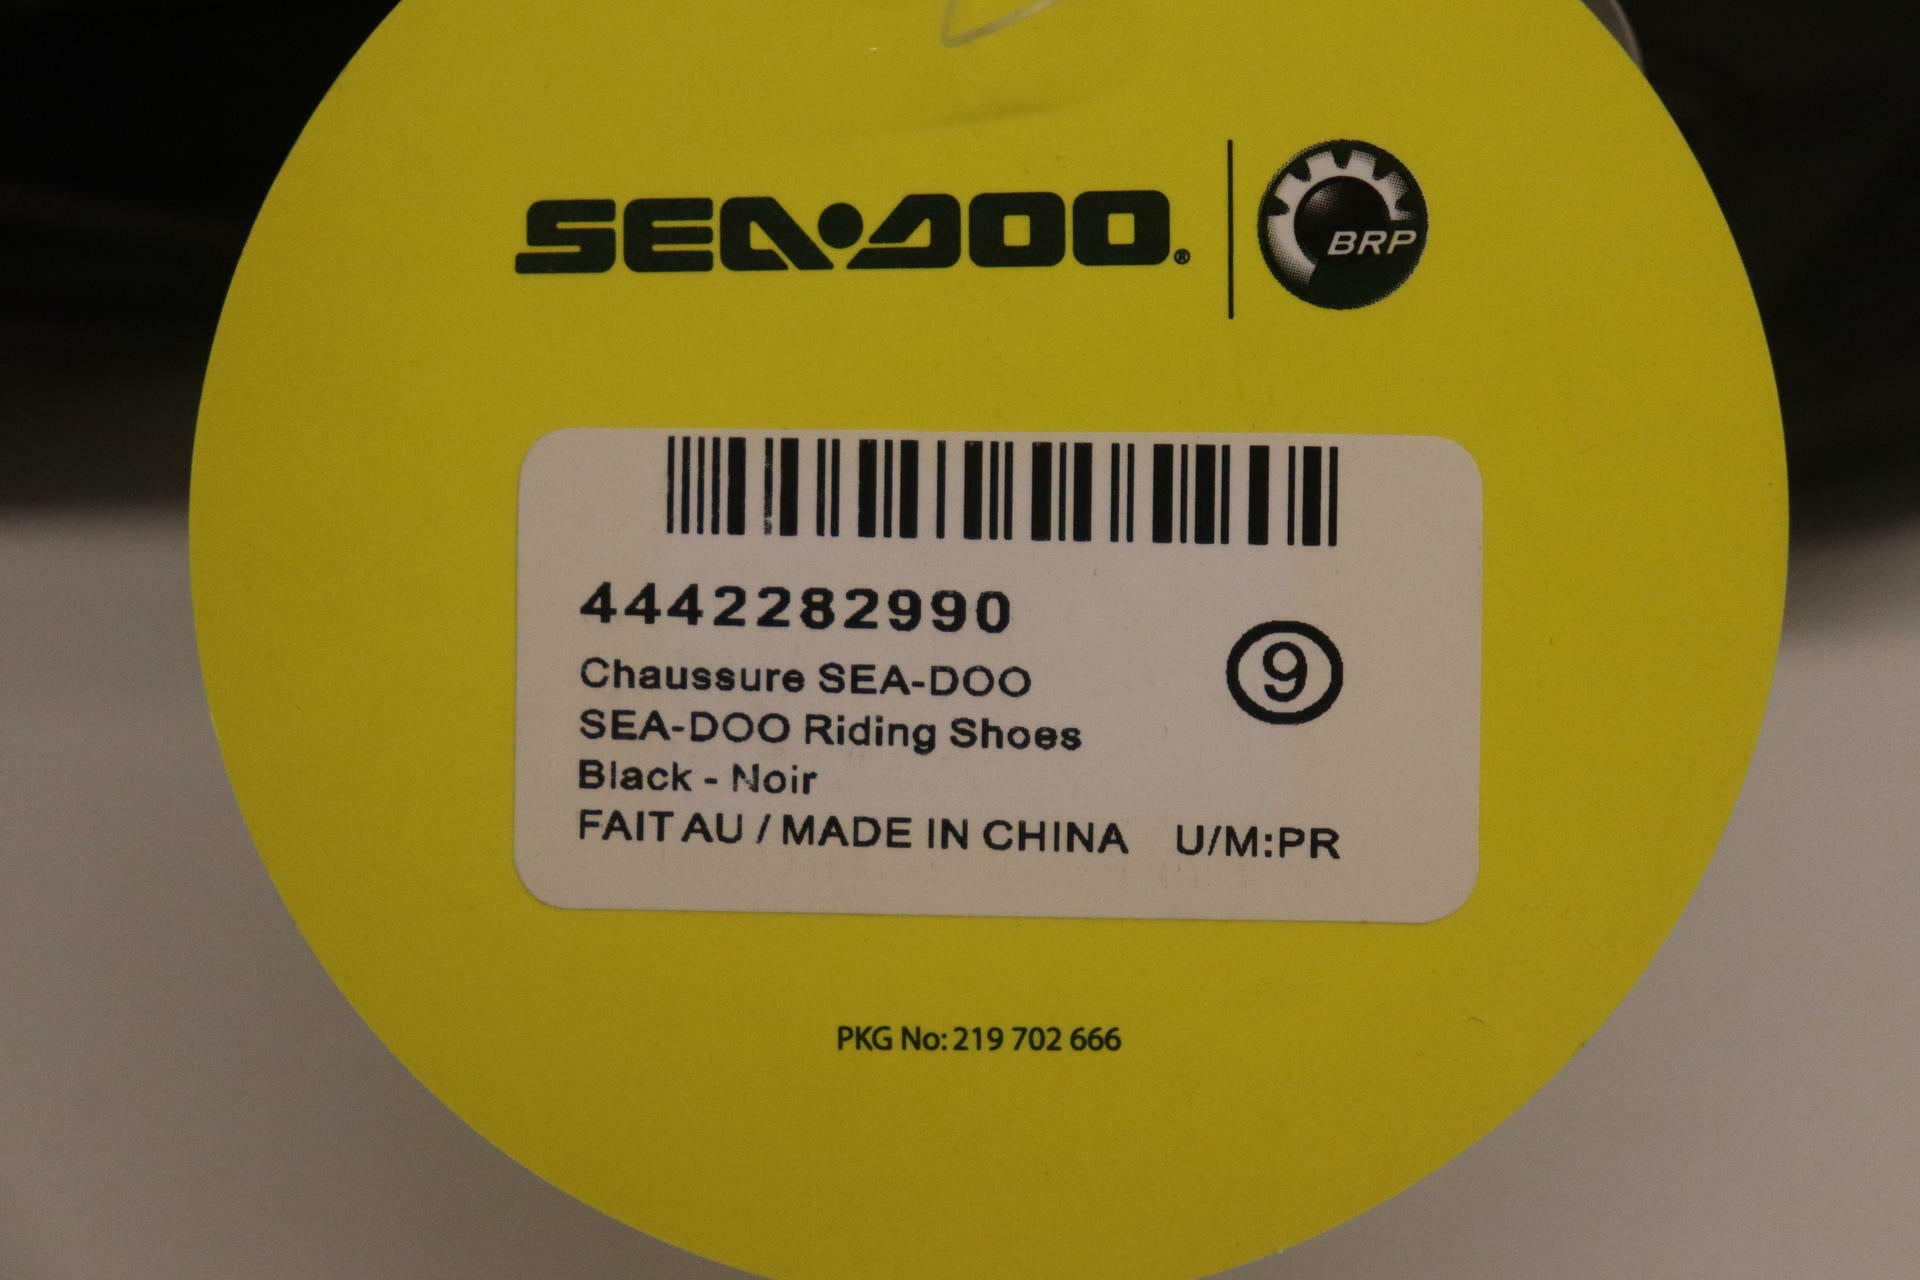 SEA-DOO®
BRP
4442282990
9
Chaussure SEA-DOO
SEA-DOO Riding Shoes
Black - Noir
FAIT AU / MADE IN CHINA U/M:PR
PKG No: 219 702 666